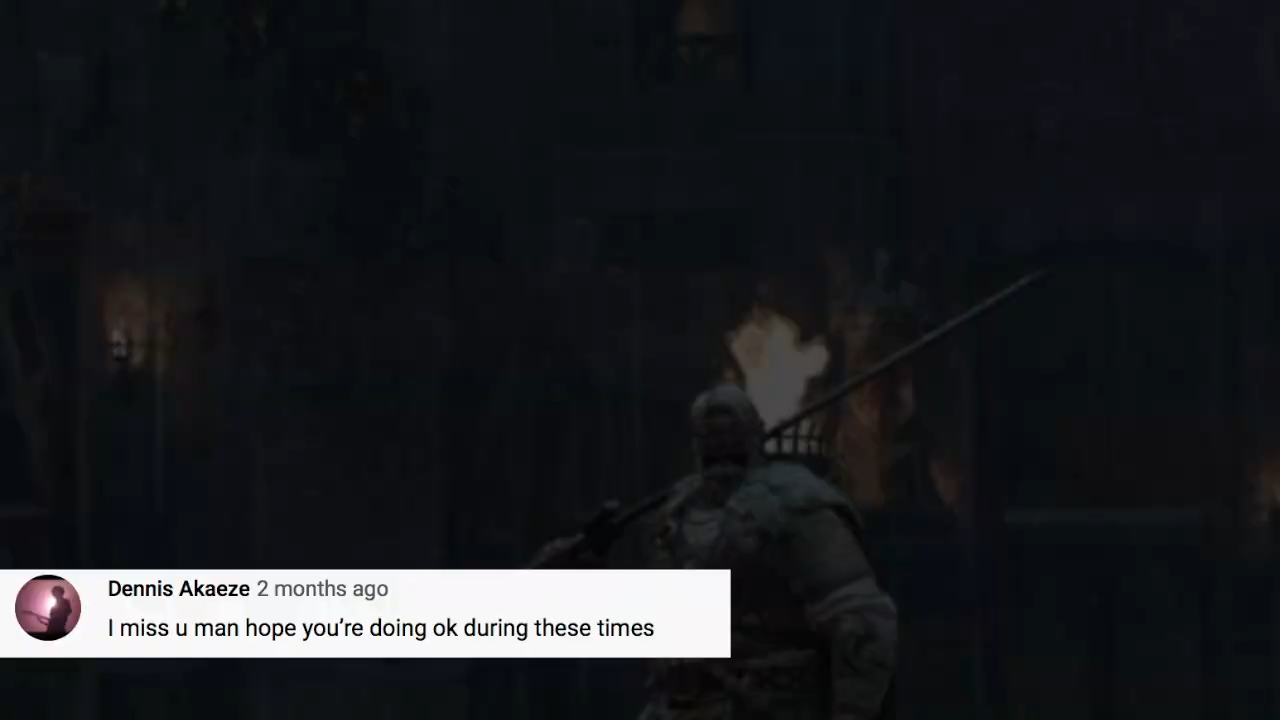 Dennis Akaeze 2 months ago
I miss u man hope you’re doing ok during these times